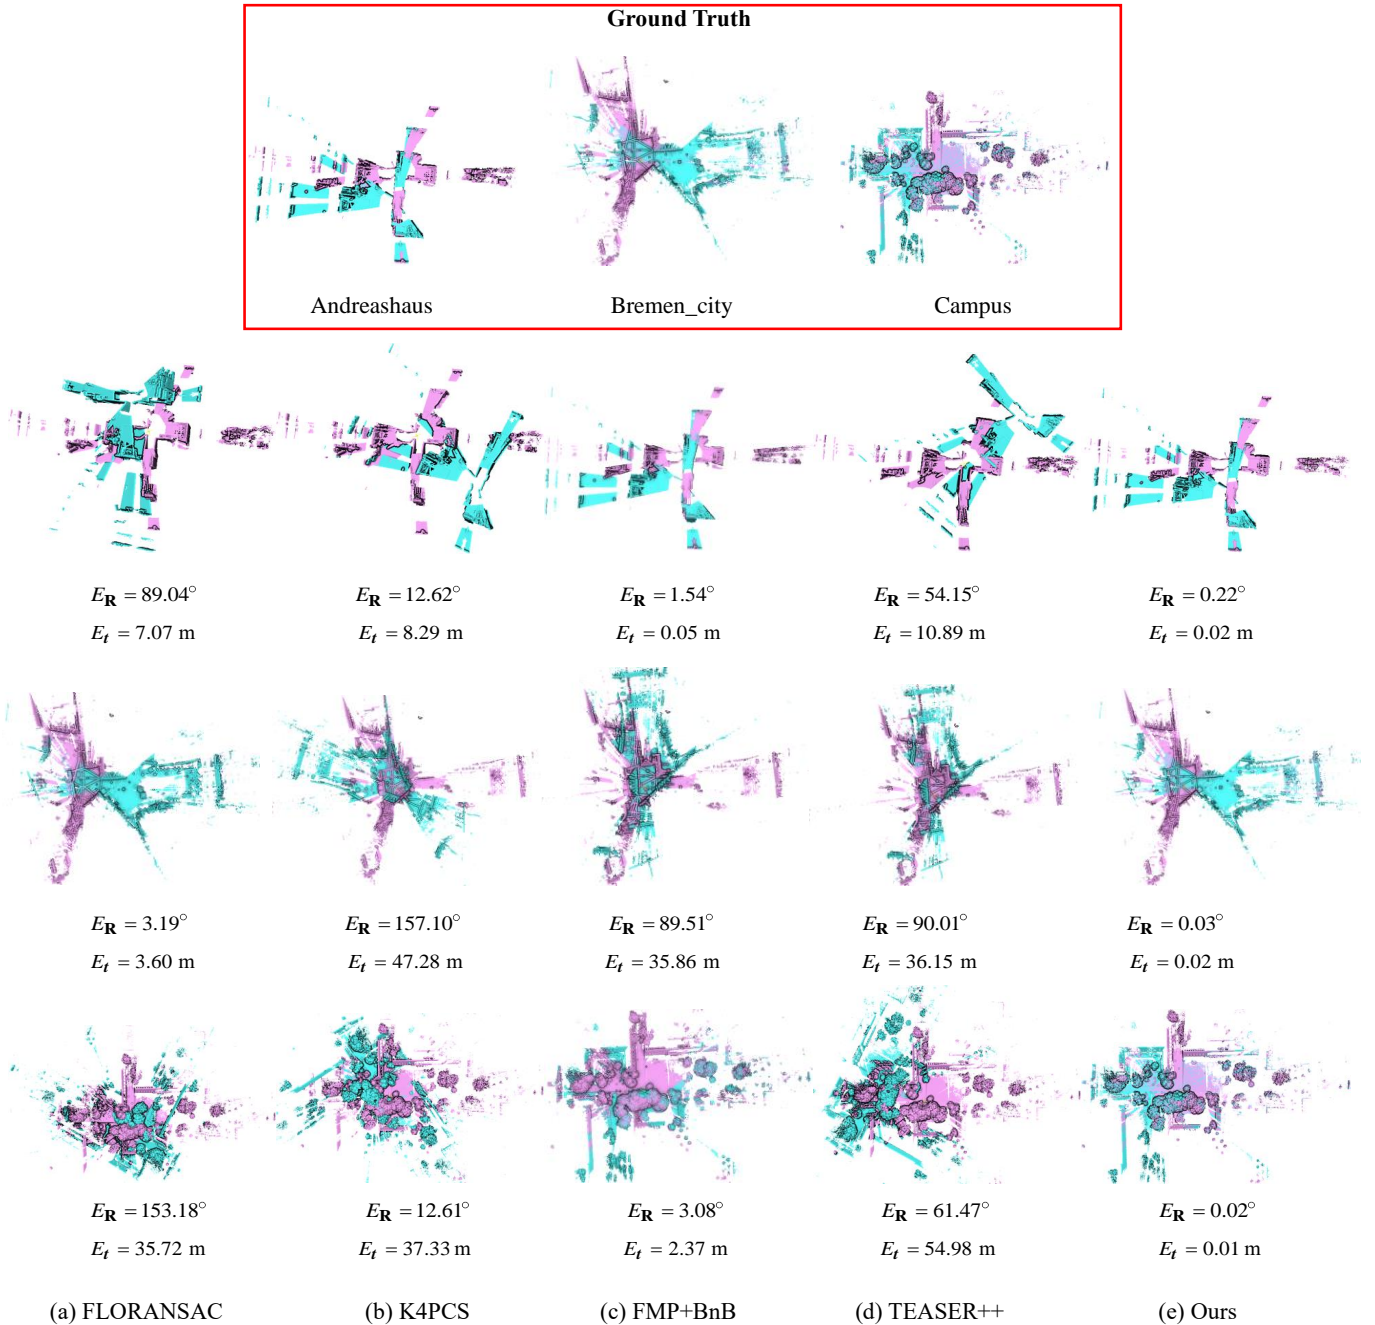 Ground Truth
Andreashaus Bremen_city Campus
E_R = 89.04° E_R = 12.62° E_R = 1.54° E_R = 54.15° E_R = 0.22°
E_t = 7.07 m E_t = 8.29 m E_t = 0.05 m E_t = 10.89 m E_t = 0.02 m
E_R = 3.19° E_R = 157.10° E_R = 89.51° E_R = 90.01° E_R = 0.03°
E_t = 3.60 m E_t = 47.28 m E_t = 35.86 m E_t = 36.15 m E_t = 0.02 m
E_R = 153.18° E_R = 12.61° E_R = 3.08° E_R = 61.47° E_R = 0.02°
E_t = 35.72 m E_t = 37.33 m E_t = 2.37 m E_t = 54.98 m E_t = 0.01 m
(a) FLORANSAC (b) K4PCS (c) FMP+BnB (d) TEASER++ (e) Ours